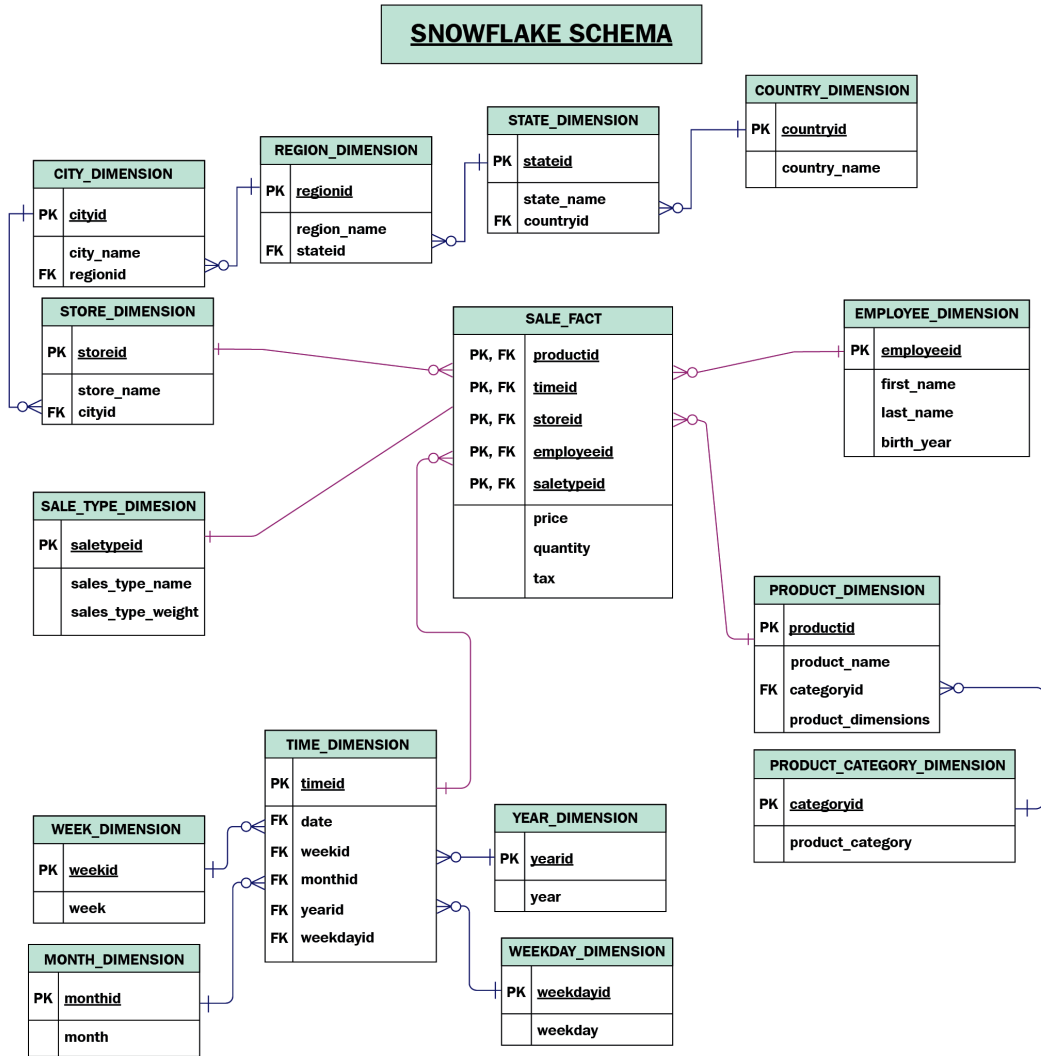 SNOWFLAKE SCHEMA
COUNTRY_DIMENSION
PK countryid
country_name
STATE_DIMENSION
PK stateid
state_name
FK countryid
REGION_DIMENSION
PK regionid
region_name
FK stateid
CITY_DIMENSION
PK cityid
city_name
FK regionid
STORE_DIMENSION
PK storeid
store_name
FK cityid
SALE_FACT
PK, FK productid
PK, FK timeid
PK, FK storeid
PK, FK employeeid
PK, FK saletypeid
price
quantity
tax
EMPLOYEE_DIMENSION
PK employeeid
first_name
last_name
birth_year
SALE_TYPE_DIMESION
PK saletypeid
sales_type_name
sales_type_weight
PRODUCT_DIMENSION
PK productid
product_name
FK categoryid
product_dimensions
PRODUCT_CATEGORY_DIMENSION
PK categoryid
product_category
TIME_DIMENSION
PK timeid
FK date
FK weekid
FK monthid
FK yearid
FK weekdayid
WEEK_DIMENSION
PK weekid
week
YEAR_DIMENSION
PK yearid
year
MONTH_DIMENSION
PK monthid
month
WEEKDAY_DIMENSION
PK weekdayid
weekday